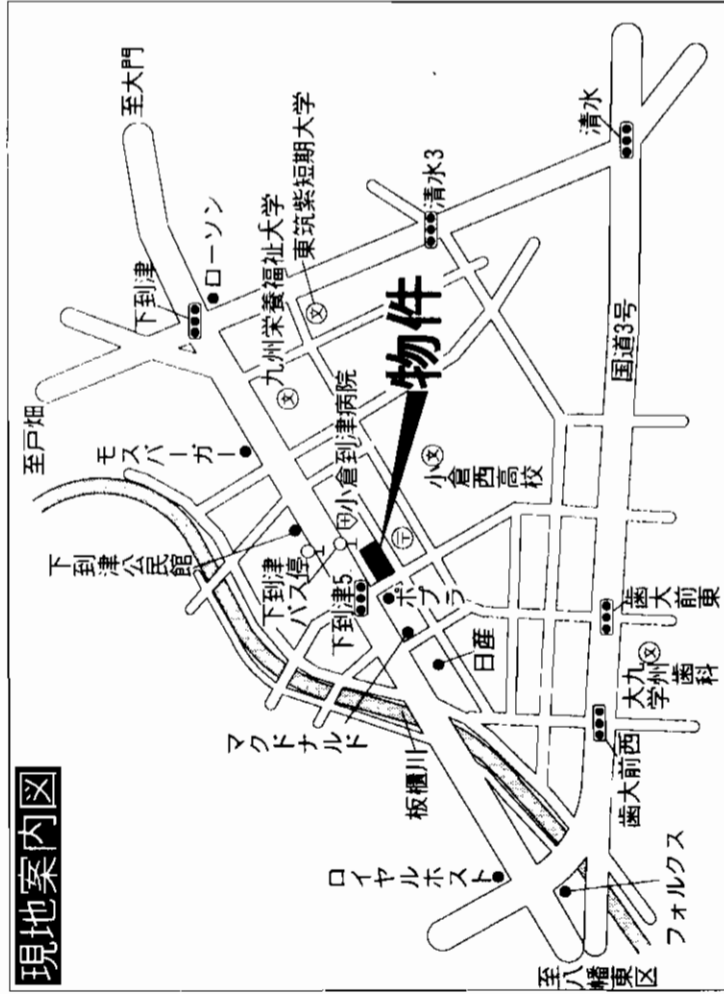 現地案内図
至戸畑
至大門
下到津
ローソン
モスバーガー
九州栄養福祉大学
東筑紫短期大学
下到津公民館
下到津
バス停
小倉到津病院
清水3
清水
物件
下到津5
ポプラ
小倉西高校
国道3号
マクドナルド
日産
板櫃川
歯大前東
九州歯科
大学
歯大前西
ロイヤルホスト
フォルクス
至八幡東区